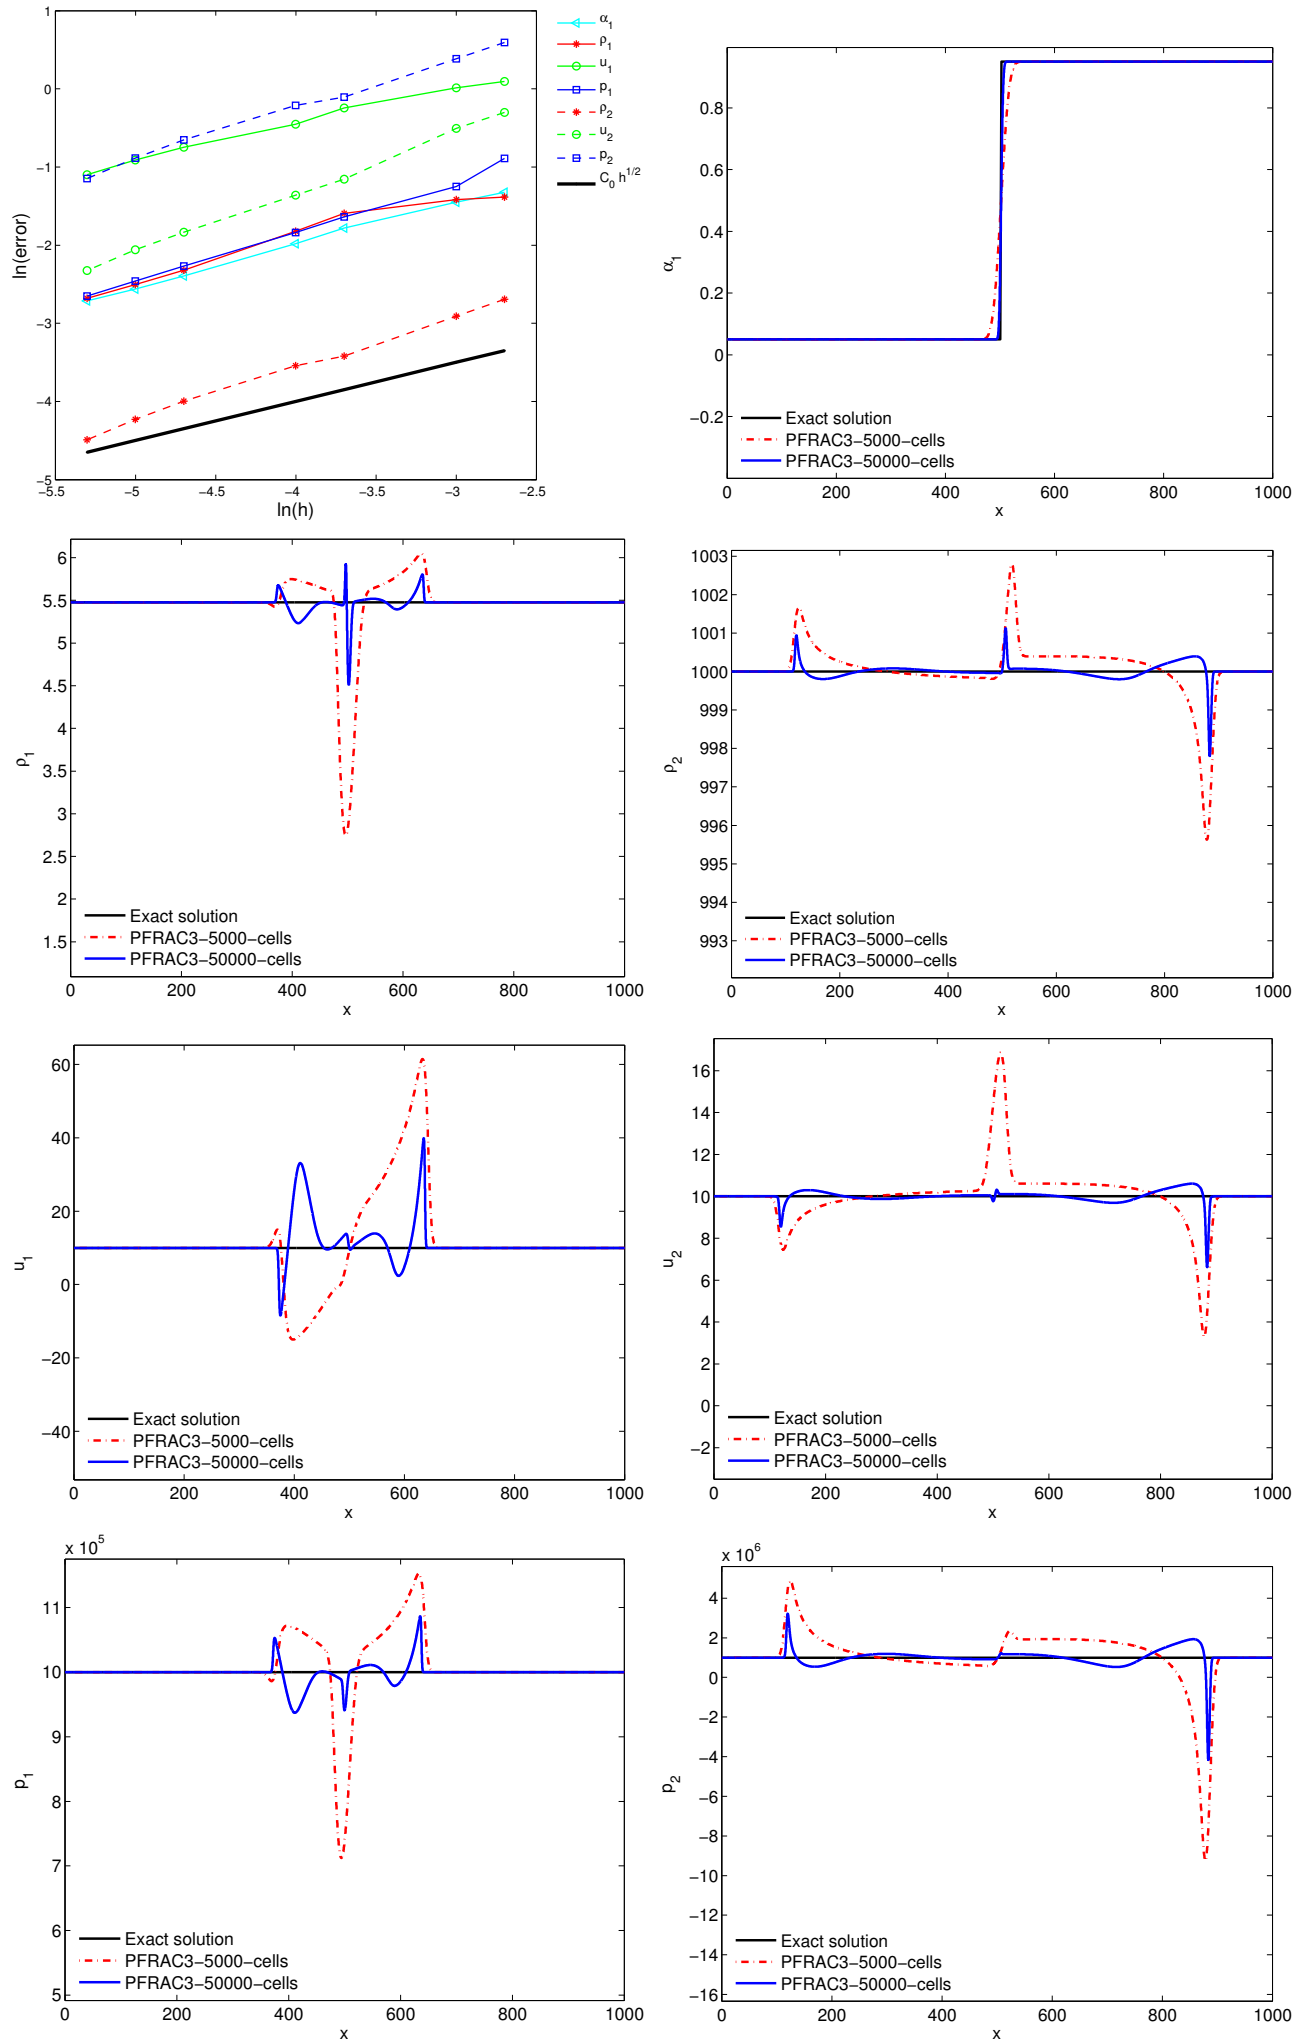 1
0
−1
−2
−3
−4
−5
−5.5
−5
−4.5
−4
−3.5
−3
−2.5
ln(h)
ln(error)
α1
ρ1
u1
p1
ρ2
u2
p2
C0 h1/2
0.8
0.6
0.4
0.2
0
−0.2
0
200
400
600
800
1000
x
α1
Exact solution
PFRAC3−5000−cells
PFRAC3−50000−cells
6
5.5
5
4.5
4
3.5
3
2.5
2
1.5
0
200
400
600
800
1000
x
ρ1
Exact solution
PFRAC3−5000−cells
PFRAC3−50000−cells
1003
1002
1001
1000
999
998
997
996
995
994
993
0
200
400
600
800
1000
x
ρ2
Exact solution
PFRAC3−5000−cells
PFRAC3−50000−cells
60
40
20
0
−20
−40
0
200
400
600
800
1000
x
u1
Exact solution
PFRAC3−5000−cells
PFRAC3−50000−cells
16
14
12
10
8
6
4
2
0
−2
0
200
400
600
800
1000
x
u2
Exact solution
PFRAC3−5000−cells
PFRAC3−50000−cells
x 10^5
11
10
9
8
7
6
5
0
200
400
600
800
1000
x
p1
Exact solution
PFRAC3−5000−cells
PFRAC3−50000−cells
x 10^6
4
2
0
−2
−4
−6
−8
−10
−12
−14
−16
0
200
400
600
800
1000
x
p2
Exact solution
PFRAC3−5000−cells
PFRAC3−50000−cells